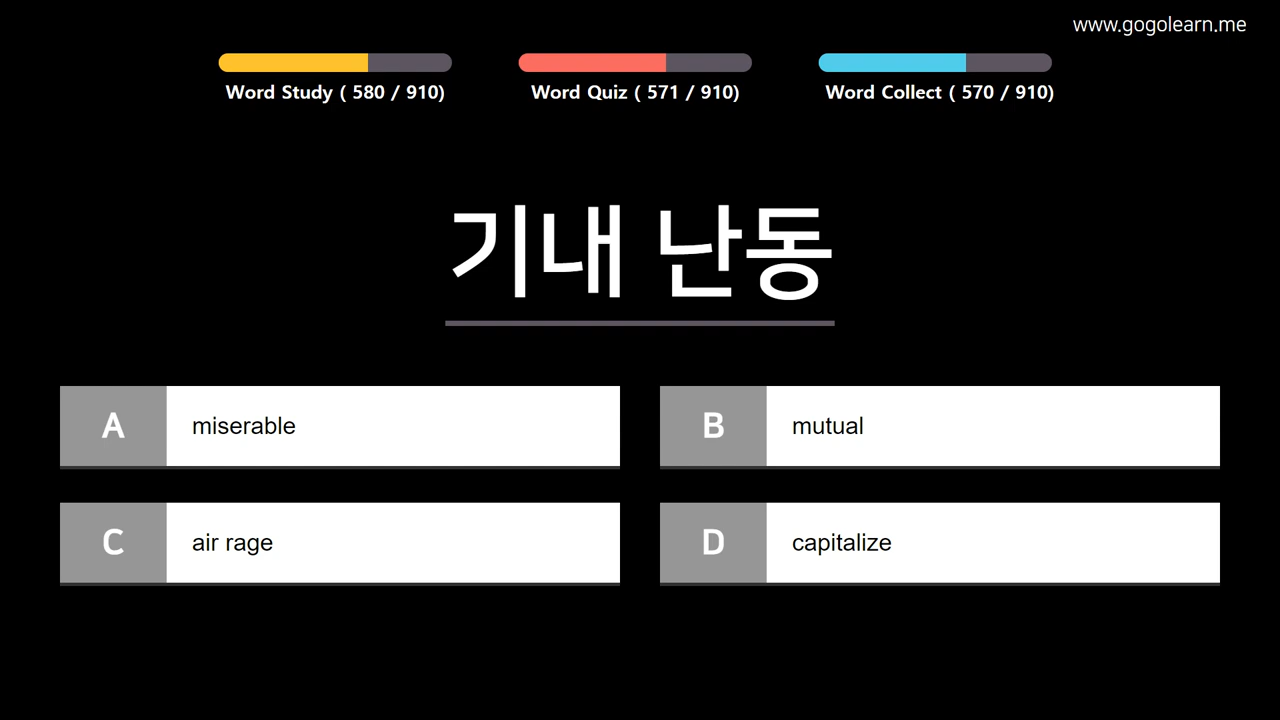 www.gogolearn.me
Word Study ( 580 / 910)
Word Quiz ( 571 / 910)
Word Collect ( 570 / 910)
기내 난동
A miserable
B mutual
C air rage
D capitalize